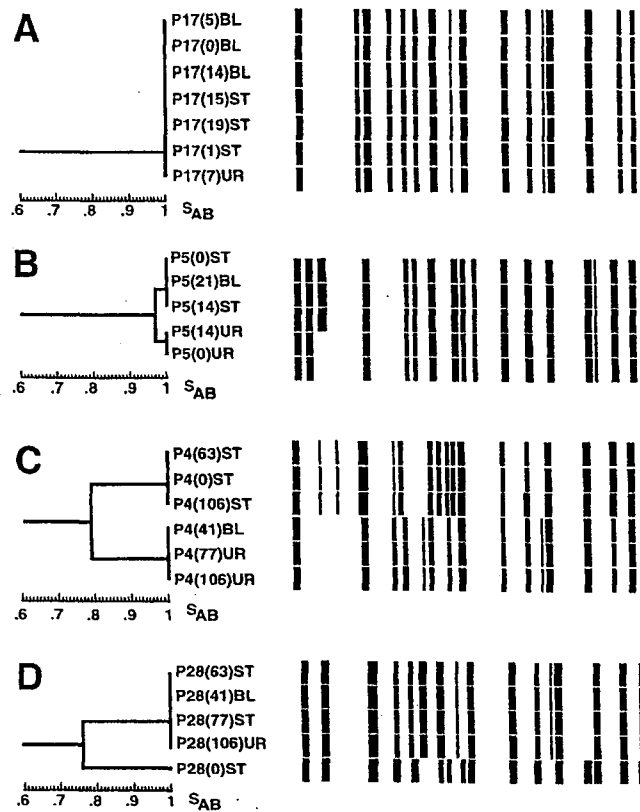 A
P17(5)BL
P17(0)BL
P17(14)BL
P17(15)ST
P17(19)ST
P17(1)ST
P17(7)UR
.6 .7 .8 .9 1 SAB
B
P5(0)ST
P5(21)BL
P5(14)ST
P5(14)UR
P5(0)UR
.6 .7 .8 .9 1 SAB
C
P4(63)ST
P4(0)ST
P4(106)ST
P4(41)BL
P4(77)UR
P4(106)UR
.6 .7 .8 .9 1 SAB
D
P28(63)ST
P28(41)BL
P28(77)ST
P28(106)UR
P28(0)ST
.6 .7 .8 .9 1 SAB